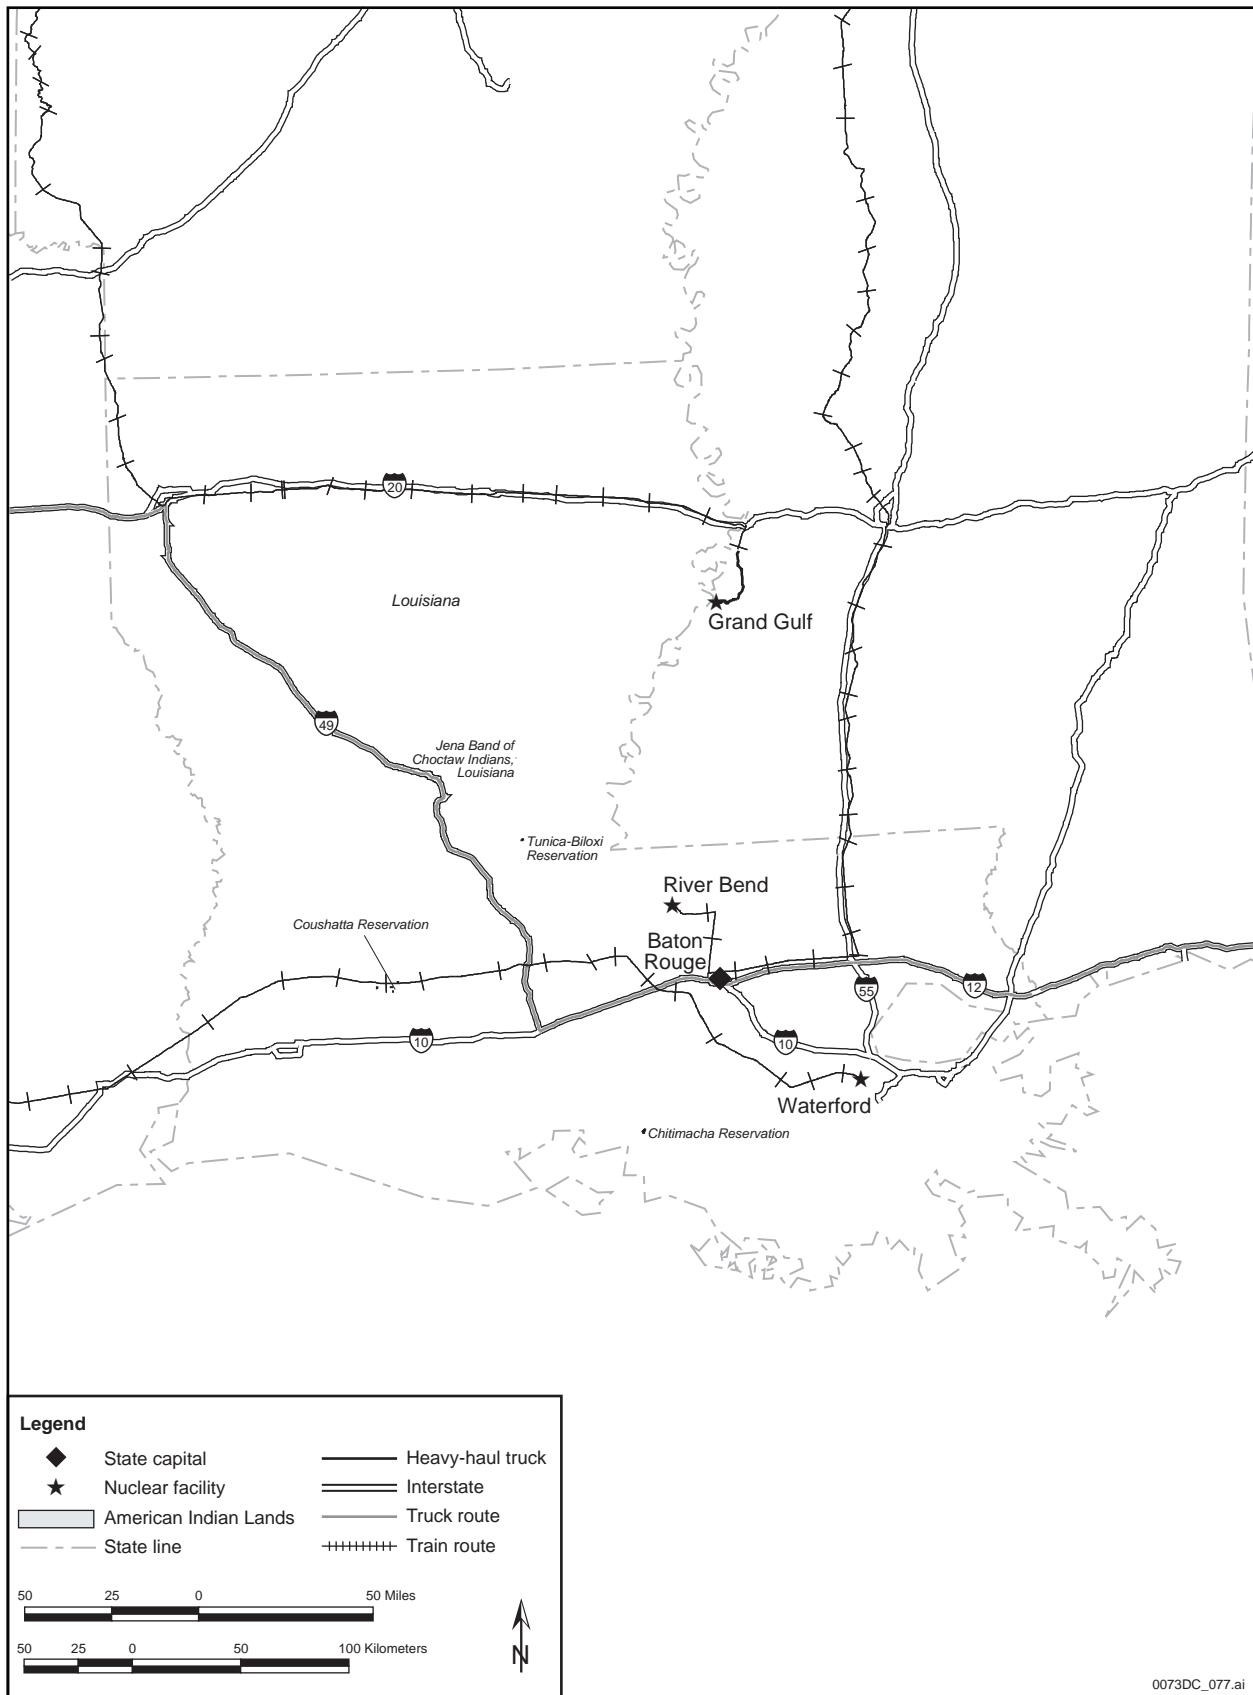 20
Louisiana
Grand Gulf
49
Jena Band of
Choctaw Indians,
Louisiana
Tunica-Biloxi
Reservation
River Bend
Coushatta Reservation
Baton
Rouge
12
55
10
10
Waterford
Chitimacha Reservation
Legend
State capital
Nuclear facility
American Indian Lands
State line
Heavy-haul truck
Interstate
Truck route
Train route
50 25 0 50 Miles
50 25 0 50 100 Kilometers
N
0073DC_077.ai